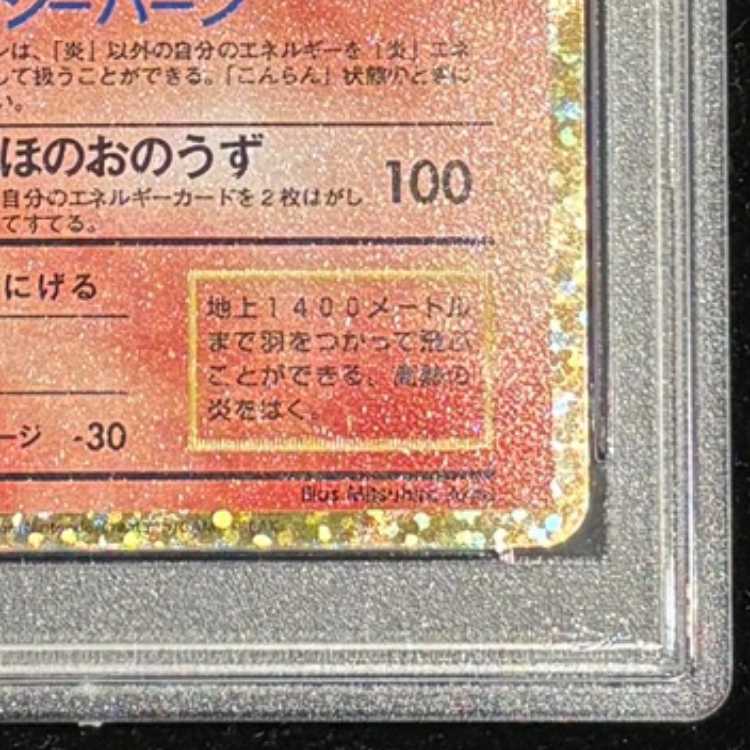 ンは、「炎」以外の自分のエネルギーを「炎」エネ
して扱うことができる。「こんらん」状態のときに
い。
ほのおのうず 100
自分のエネルギーカードを2枚はがし
てすてる。
にげる
地上1400メートル
まで羽をつかって飛ぶ
ことができる。高熱の
炎をはく。
ージ -30
Illus. Mitsuhiro